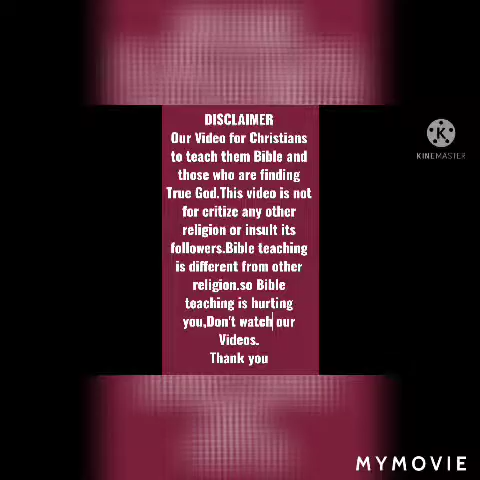 DISCLAIMER
Our Video for Christians
to teach them Bible and
those who are finding
True God.This video is not
for critize any other
religion or insult its
followers.Bible teaching
is different from other
religion.so Bible
teaching is hurting
you,Don't watch our
Videos.
Thank you
K
KINEMASTER
MYMOVIE